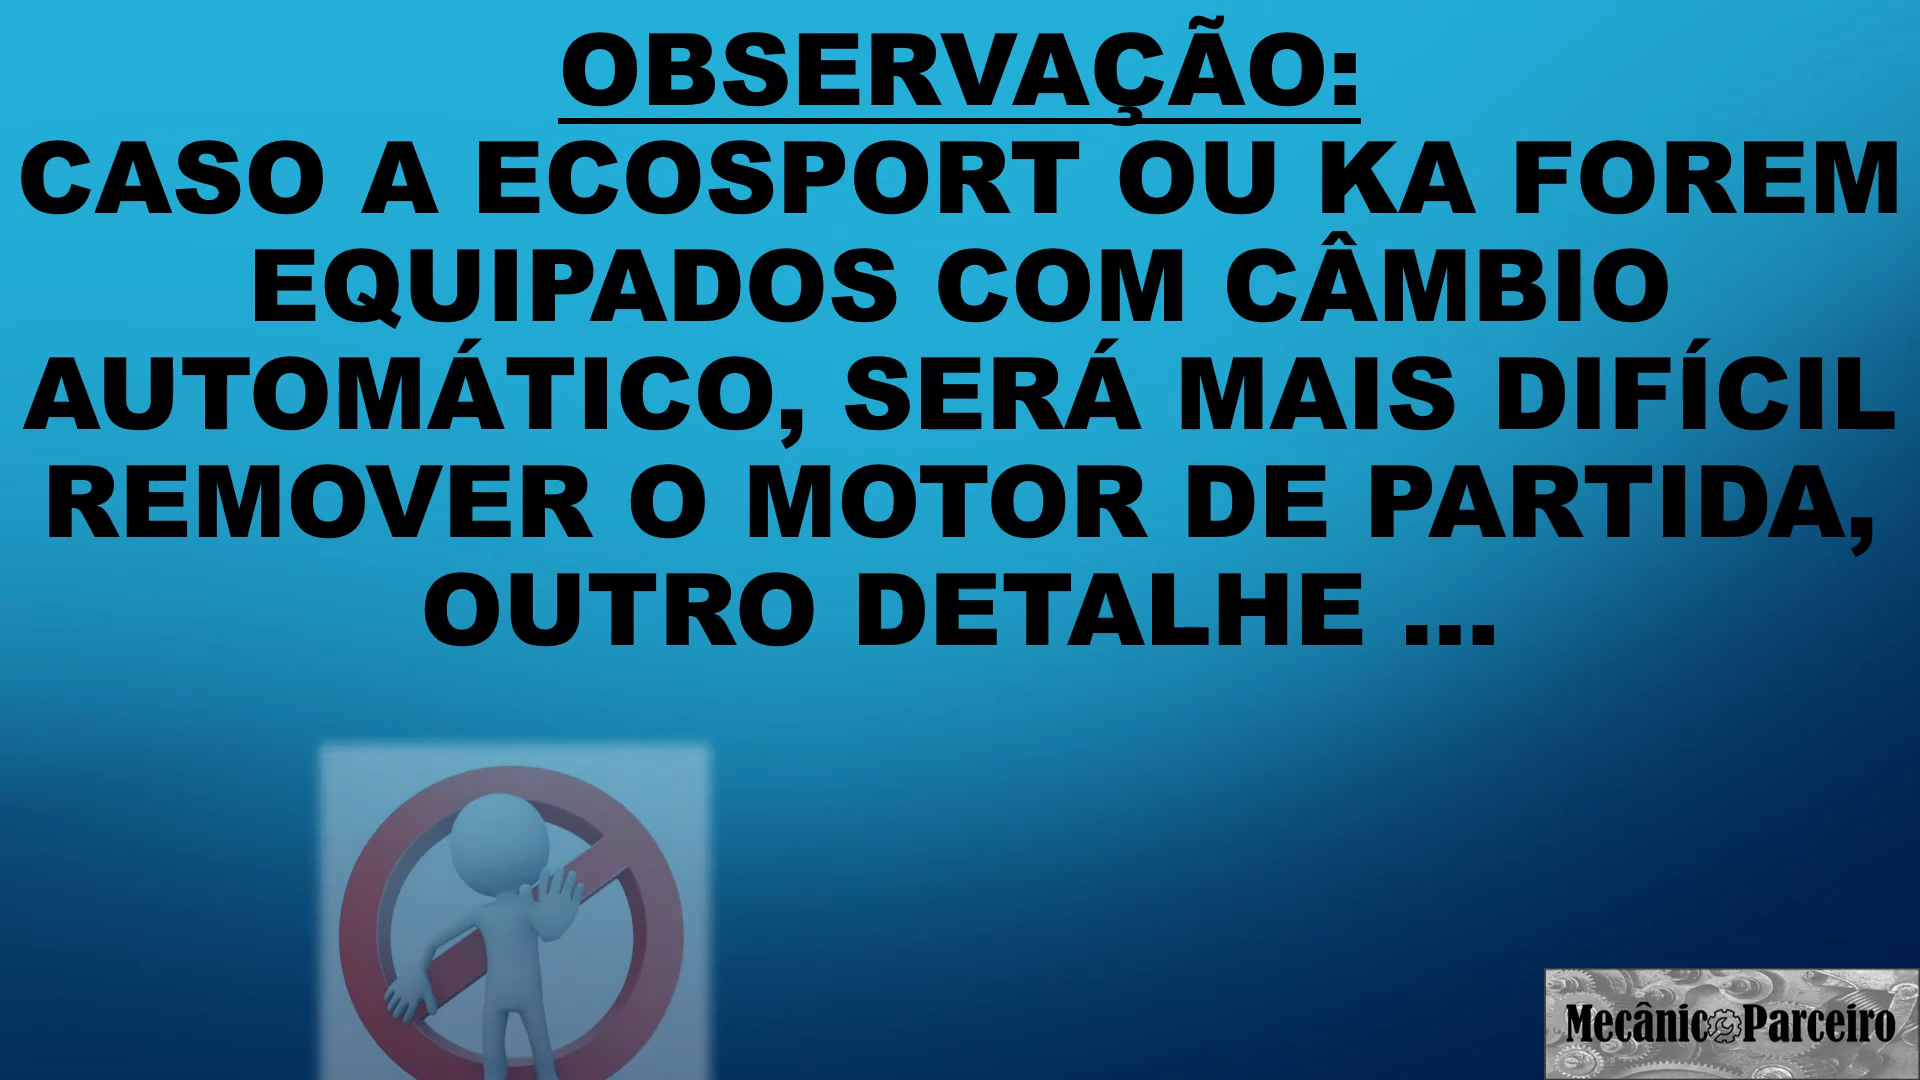 OBSERVAÇÃO:
CASO A ECOSPORT OU KA FOREM
EQUIPADOS COM CÂMBIO
AUTOMÁTICO, SERÁ MAIS DIFÍCIL
REMOVER O MOTOR DE PARTIDA,
OUTRO DETALHE ...
Mecânico Parceiro